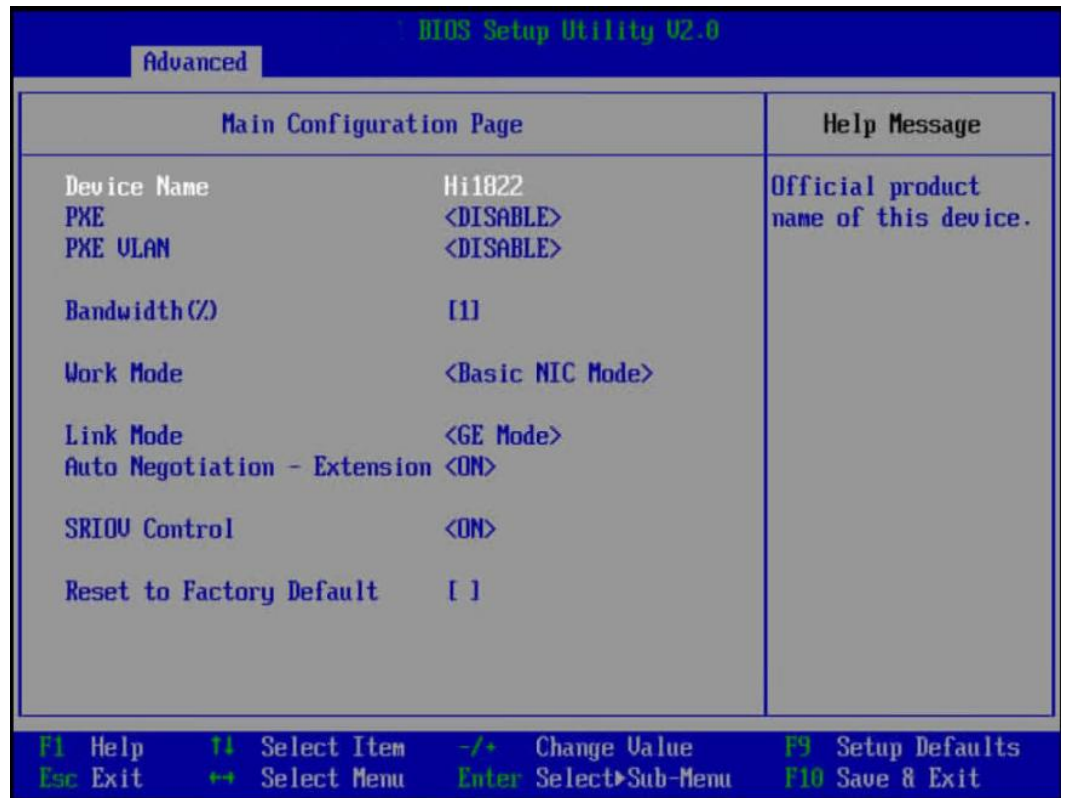 BIOS Setup Utility V2.0
Advanced
Main Configuration Page
Help Message
Device Name Hi1822
PXE <DISABLE>
PXE VLAN <DISABLE>
Bandwidth(%) [1]
Work Mode <Basic NIC Mode>
Link Mode <GE Mode>
Auto Negotiation - Extension <ON>
SRIOV Control <ON>
Reset to Factory Default [ ]
Official product
name of this device.
F1 Help ↑↓ Select Item -/+ Change Value F9 Setup Defaults
Esc Exit ←→ Select Menu Enter Select▶Sub-Menu F10 Save & Exit